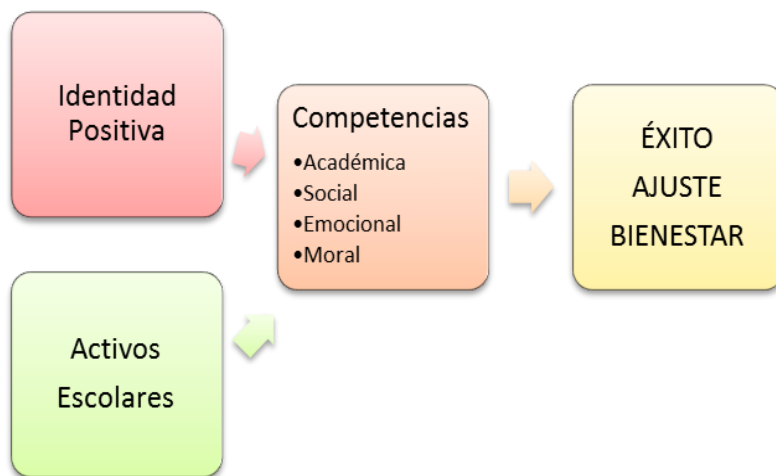 Identidad
Positiva
Activos
Escolares
Competencias
•Académica
•Social
•Emocional
•Moral
ÉXITO
AJUSTE
BIENESTAR